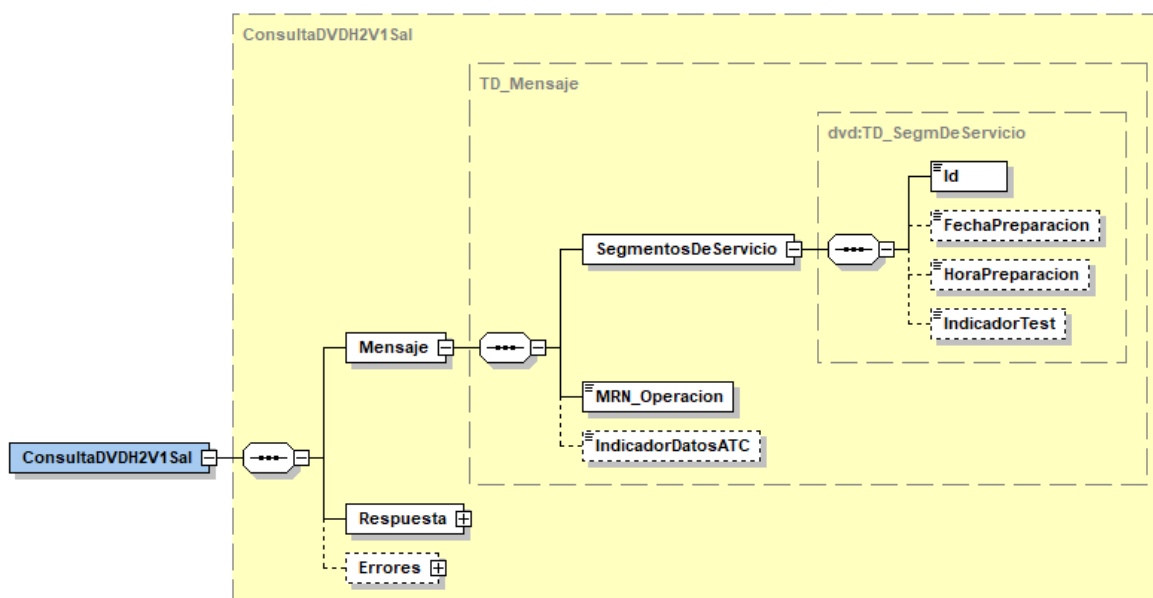 ConsultaDVDH2V1Sal
TD_Mensaje
dvd:TD_SegmDeServicio
Id
FechaPreparacion
SegmentosDeServicio
HoraPreparacion
IndicadorTest
Mensaje
MRN_Operacion
IndicadorDatosATC
ConsultaDVDH2V1Sal
Respuesta
Errores